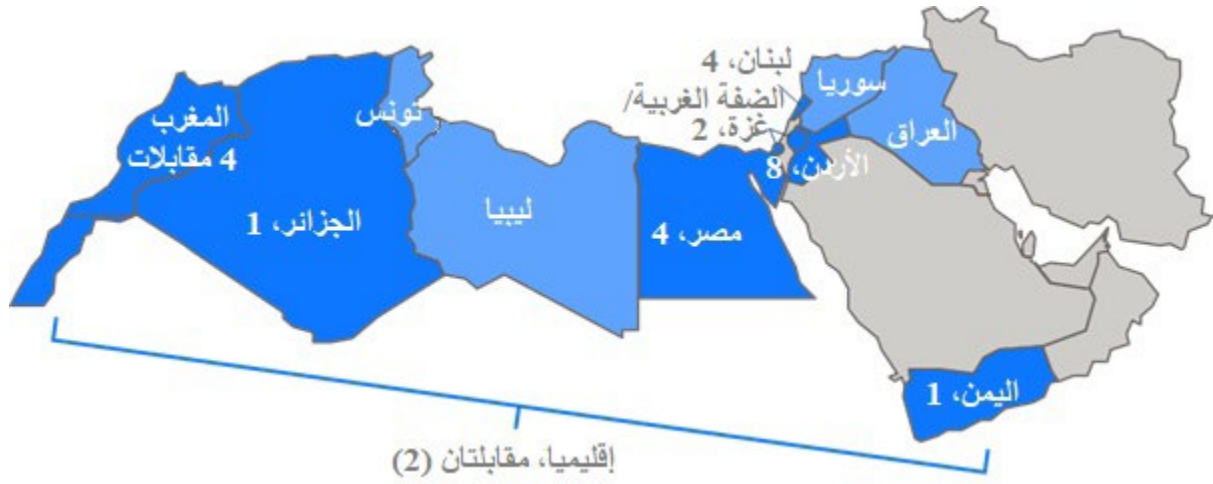 لبنان، 4
الضفة الغربية/
غزة، 2
سوريا
العراق
الأردن، 8
المغرب
4 مقابلات
تونس
الجزائر، 1
ليبيا
مصر، 4
اليمن، 1
إقليميا، مقابلتان (2)